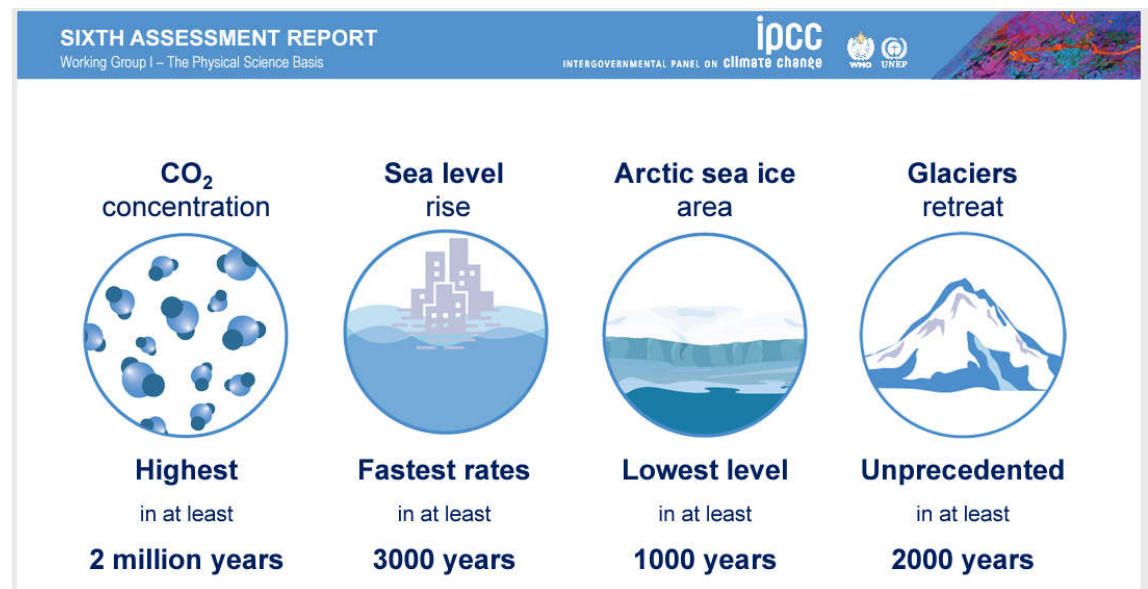 SIXTH ASSESSMENT REPORT
Working Group I – The Physical Science Basis
ipcc
INTERGOVERNMENTAL PANEL ON climate change
WMO
UNEP
CO₂
concentration
Sea level
rise
Arctic sea ice
area
Glaciers
retreat
Highest
in at least
2 million years
Fastest rates
in at least
3000 years
Lowest level
in at least
1000 years
Unprecedented
in at least
2000 years